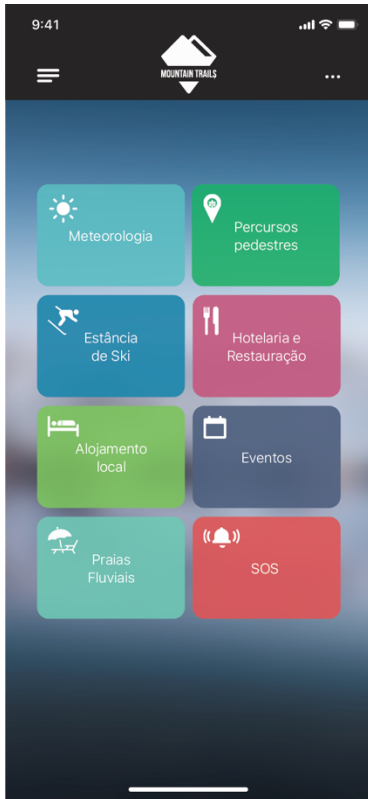 9:41
MOUNTAIN TRAILS
Meteorologia
Percursos
pedestres
Estância
de Ski
Hotelaria e
Restauração
Alojamento
local
Eventos
Praias
Fluviais
SOS